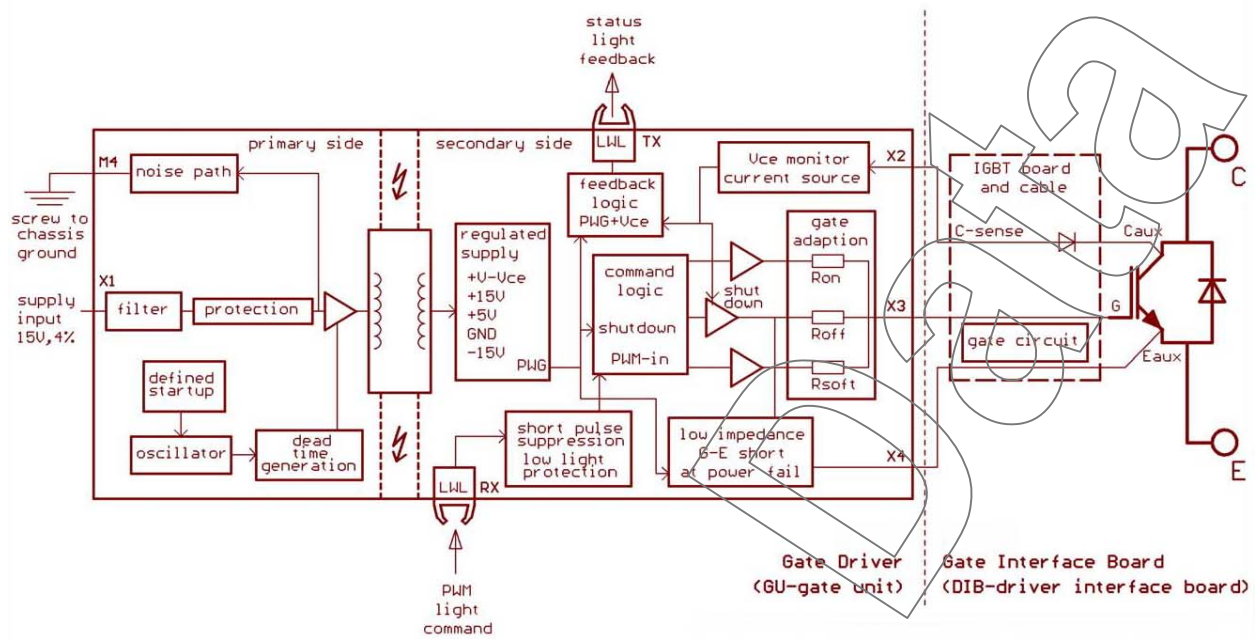 status
light
feedback
primary side
secondary side
LWL
TX
M4
noise path
feedback
logic
PWG+Vce
Vce monitor
current source
X2
IGBT board
and cable
C
E
screw to
chassis
ground
regulated
supply
+V-Vce
+15V
+5V
GND
-15V
PWG
gate
adaption
Ron
Roff
Rsoft
C-sense
Caux
X1
supply
input
15V,4%
filter
protection
command
logic
shutdown
PWM-in
shut
down
X3
G
gate circuit
Eaux
defined
startup
oscillator
dead
time
generation
short pulse
suppression
low light
protection
low impedance
G-E short
at power fail
X4
LWL
RX
PWM
light
command
Gate Driver
(GU-gate unit)
Gate Interface Board
(DIB-driver interface board)
Data